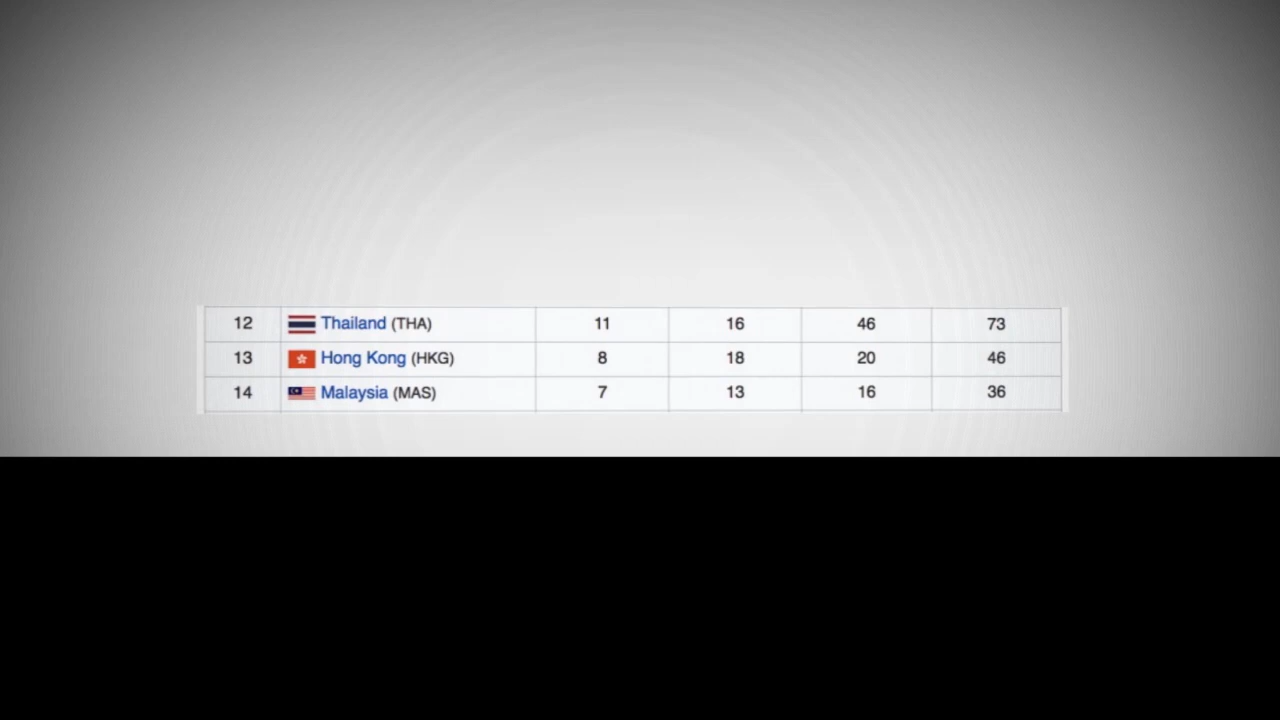 12 Thailand (THA) 11 16 46 73
13 Hong Kong (HKG) 8 18 20 46
14 Malaysia (MAS) 7 13 16 36